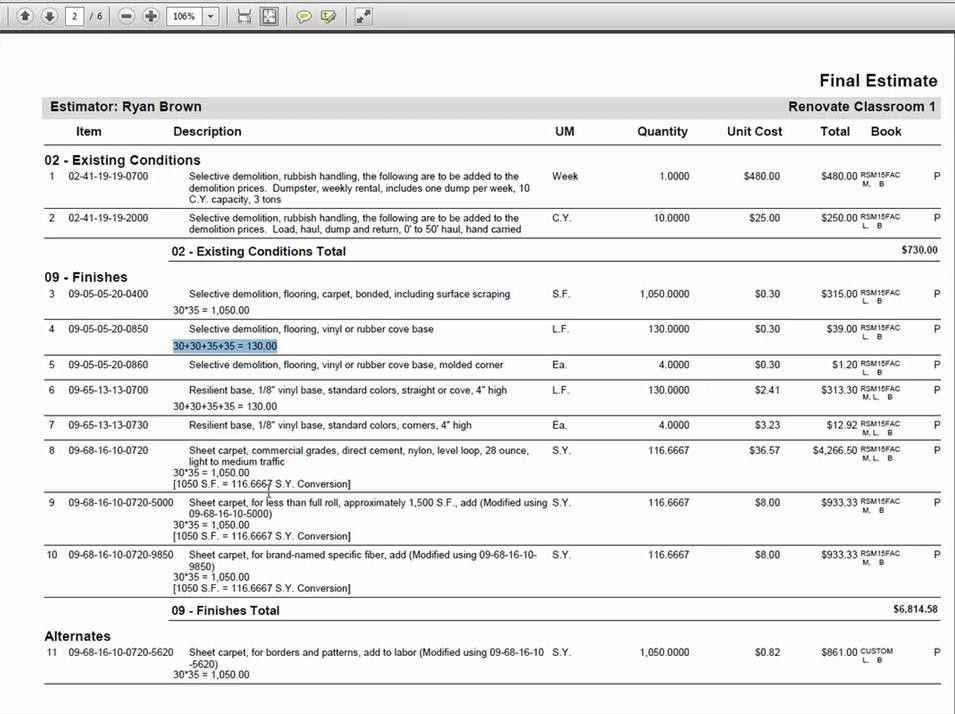 2 / 6 106%
Final Estimate
Estimator: Ryan Brown Renovate Classroom 1
Item Description UM Quantity Unit Cost Total Book
02 - Existing Conditions
1 02-41-19-19-0700 Selective demolition, rubbish handling, the following are to be added to the Week 1.0000 $480.00 $480.00 RSM15FAC P
demolition prices. Dumpster, weekly rental, includes one dump per week, 10 M, B
C.Y. capacity, 3 tons
2 02-41-19-19-2000 Selective demolition, rubbish handling, the following are to be added to the C.Y. 10.0000 $25.00 $250.00 RSM15FAC P
demolition prices. Load, haul, dump and return, 0' to 50' haul, hand carried L, B
02 - Existing Conditions Total $730.00
09 - Finishes
3 09-05-05-20-0400 Selective demolition, flooring, carpet, bonded, including surface scraping S.F. 1,050.0000 $0.30 $315.00 RSM15FAC P
L, B
30*35 = 1,050.00
4 09-05-05-20-0850 Selective demolition, flooring, vinyl or rubber cove base L.F. 130.0000 $0.30 $39.00 RSM15FAC P
L, B
30+30+35+35 = 130.00
5 09-05-05-20-0860 Selective demolition, flooring, vinyl or rubber cove base, molded corner Ea. 4.0000 $0.30 $1.20 RSM15FAC P
L, B
6 09-65-13-13-0700 Resilient base, 1/8" vinyl base, standard colors, straight or cove, 4" high L.F. 130.0000 $2.41 $313.30 RSM15FAC P
M, L, B
30+30+35+35 = 130.00
7 09-65-13-13-0730 Resilient base, 1/8" vinyl base, standard colors, corners, 4" high Ea. 4.0000 $3.23 $12.92 RSM15FAC P
M, L, B
8 09-68-16-10-0720 Sheet carpet, commercial grades, direct cement, nylon, level loop, 28 ounce, S.Y. 116.6667 $36.57 $4,266.50 RSM15FAC P
light to medium traffic M, L, B
30*35 = 1,050.00
[1050 S.F. = 116.6667 S.Y. Conversion]
9 09-68-16-10-0720-5000 Sheet carpet, for less than full roll, approximately 1,500 S.F., add (Modified using S.Y. 116.6667 $8.00 $933.33 RSM15FAC P
09-68-16-10-5000) M, B
30*35 = 1,050.00
[1050 S.F. = 116.6667 S.Y. Conversion]
10 09-68-16-10-0720-9850 Sheet carpet, for brand-named specific fiber, add (Modified using 09-68-16-10- S.Y. 116.6667 $8.00 $933.33 RSM15FAC P
9850) M, B
30*35 = 1,050.00
[1050 S.F. = 116.6667 S.Y. Conversion]
09 - Finishes Total $6,814.58
Alternates
11 09-68-16-10-0720-5620 Sheet carpet, for borders and patterns, add to labor (Modified using 09-68-16-10 S.Y. 1,050.0000 $0.82 $861.00 CUSTOM P
-5620) L, B
30*35 = 1,050.00